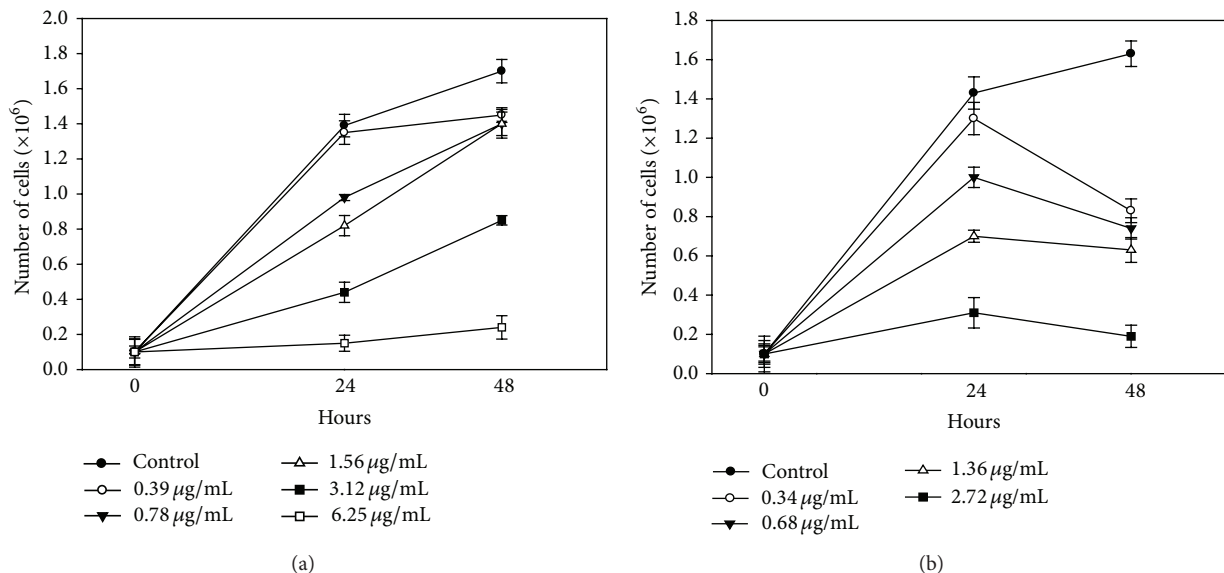 2.0
1.8
1.6
1.4
1.2
1.0
0.8
0.6
0.4
0.2
0.0
Number of cells (×10⁶)
0 24 48
Hours
Control
0.39 μg/mL
0.78 μg/mL
1.56 μg/mL
3.12 μg/mL
6.25 μg/mL
(a)
1.8
1.6
1.4
1.2
1.0
0.8
0.6
0.4
0.2
0.0
Number of cells (×10⁶)
0 24 48
Hours
Control
0.34 μg/mL
0.68 μg/mL
1.36 μg/mL
2.72 μg/mL
(b)